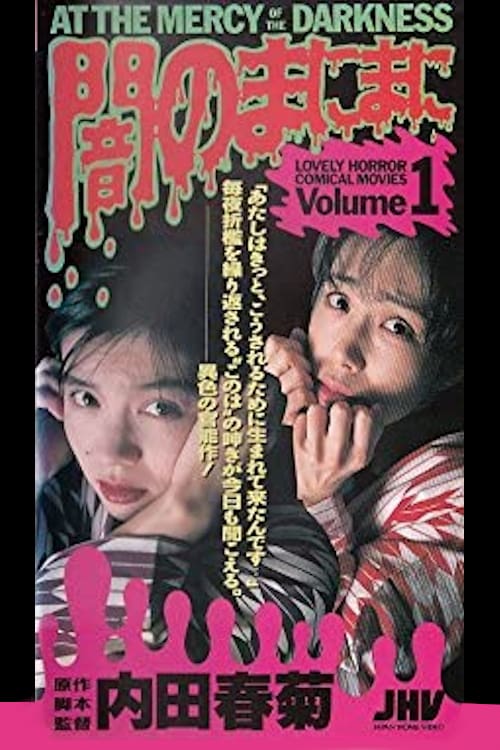 AT THE MERCY OF THE DARKNESS
闇のまにまに
LOVELY HORROR
COMICAL MOVIES
Volume 1
「あたしはきっと、こうされるために生まれて来たんです…」
毎夜折檻を繰り返される。“このは”の呻きが今日も聞こえる。
異色の官能作!
原作
脚本
監督
内田春菊
JHV
JAPAN HOME VIDEO